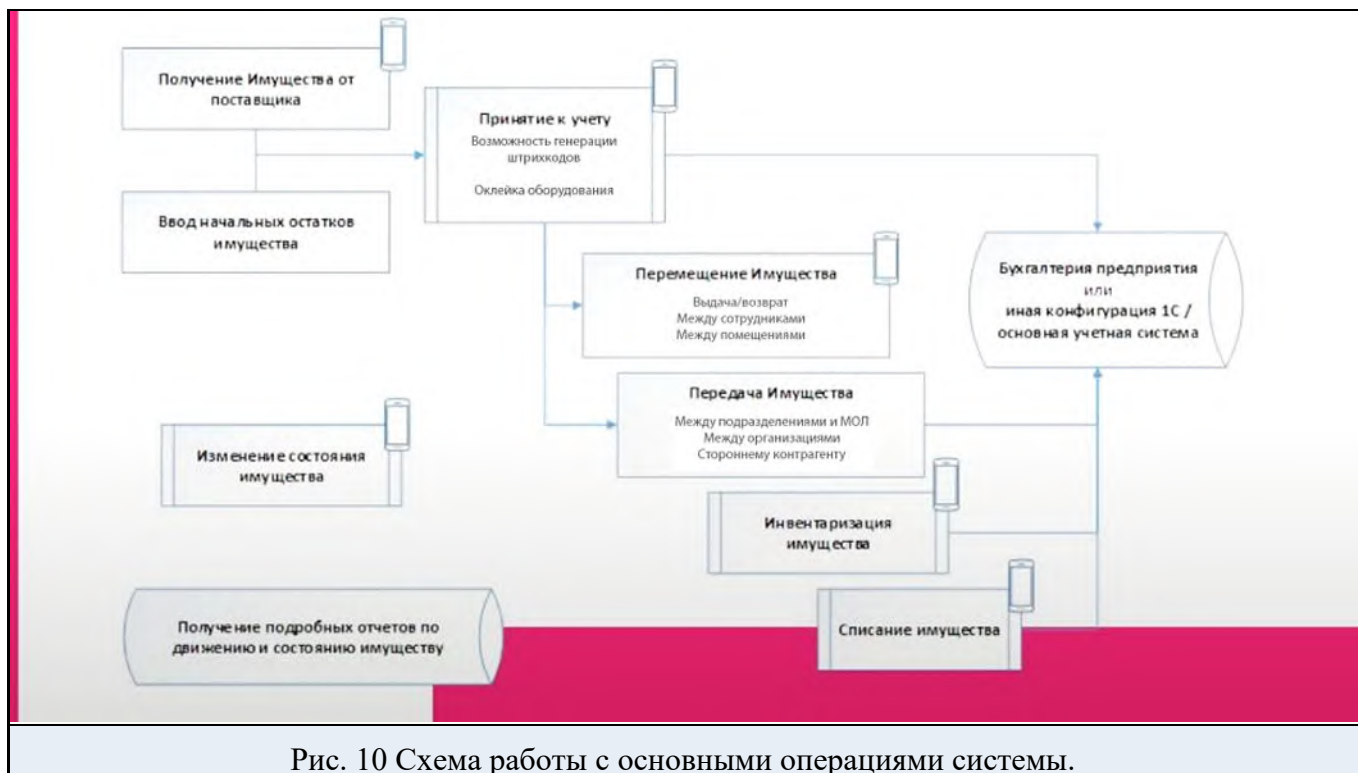 Получение Имущества от
поставщика
Ввод начальных остатков
имущества
Принятие к учету
Возможность генерации
штрихкодов
Оклейка оборудования
Перемещение Имущества
Выдача/возврат
Между сотрудниками
Между помещениями
Бухгалтерия предприятия
или
иная конфигурация 1С /
основная учетная система
Передача Имущества
Между подразделениями и МОЛ
Между организациями
Стороннему контрагенту
Изменение состояния
имущества
Инвентаризация
имущества
Получение подробных отчетов по
движению и состоянию имуществу
Списание имущества
Рис. 10 Схема работы с основными операциями системы.